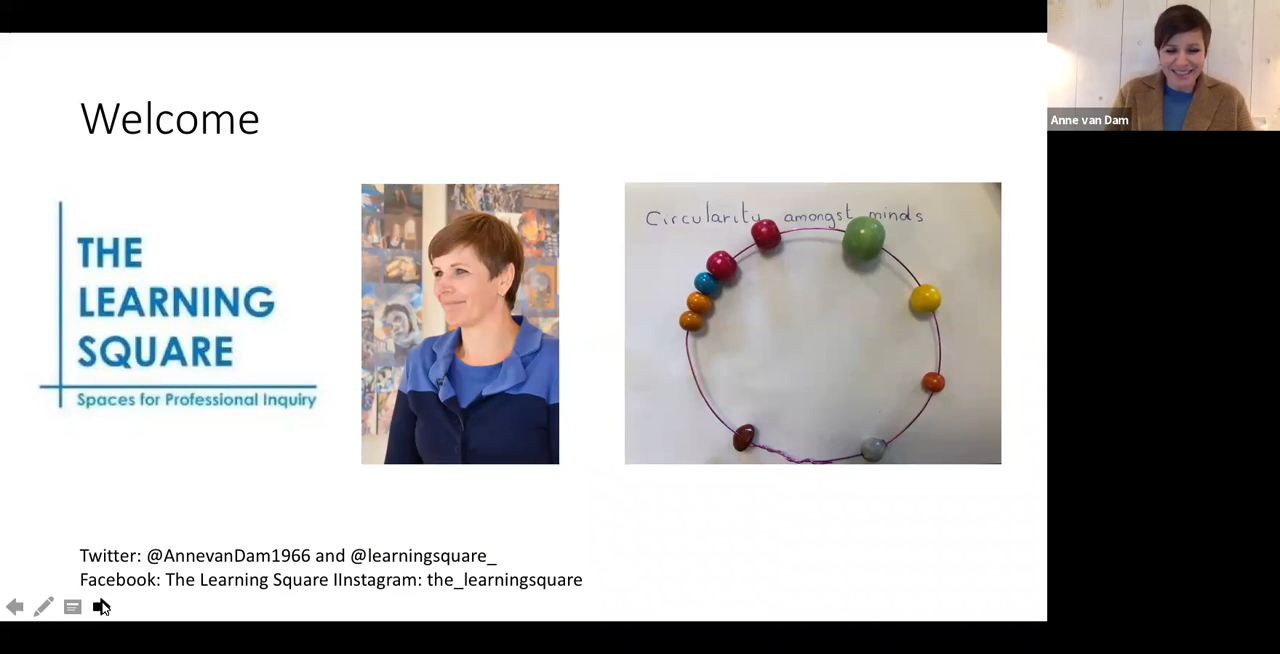 Welcome
THE
LEARNING
SQUARE
Spaces for Professional Inquiry
Circularity amongst minds
Twitter: @AnnevanDam1966 and @learningsquare_
Facebook: The Learning Square IInstagram: the_learningsquare
Anne van Dam